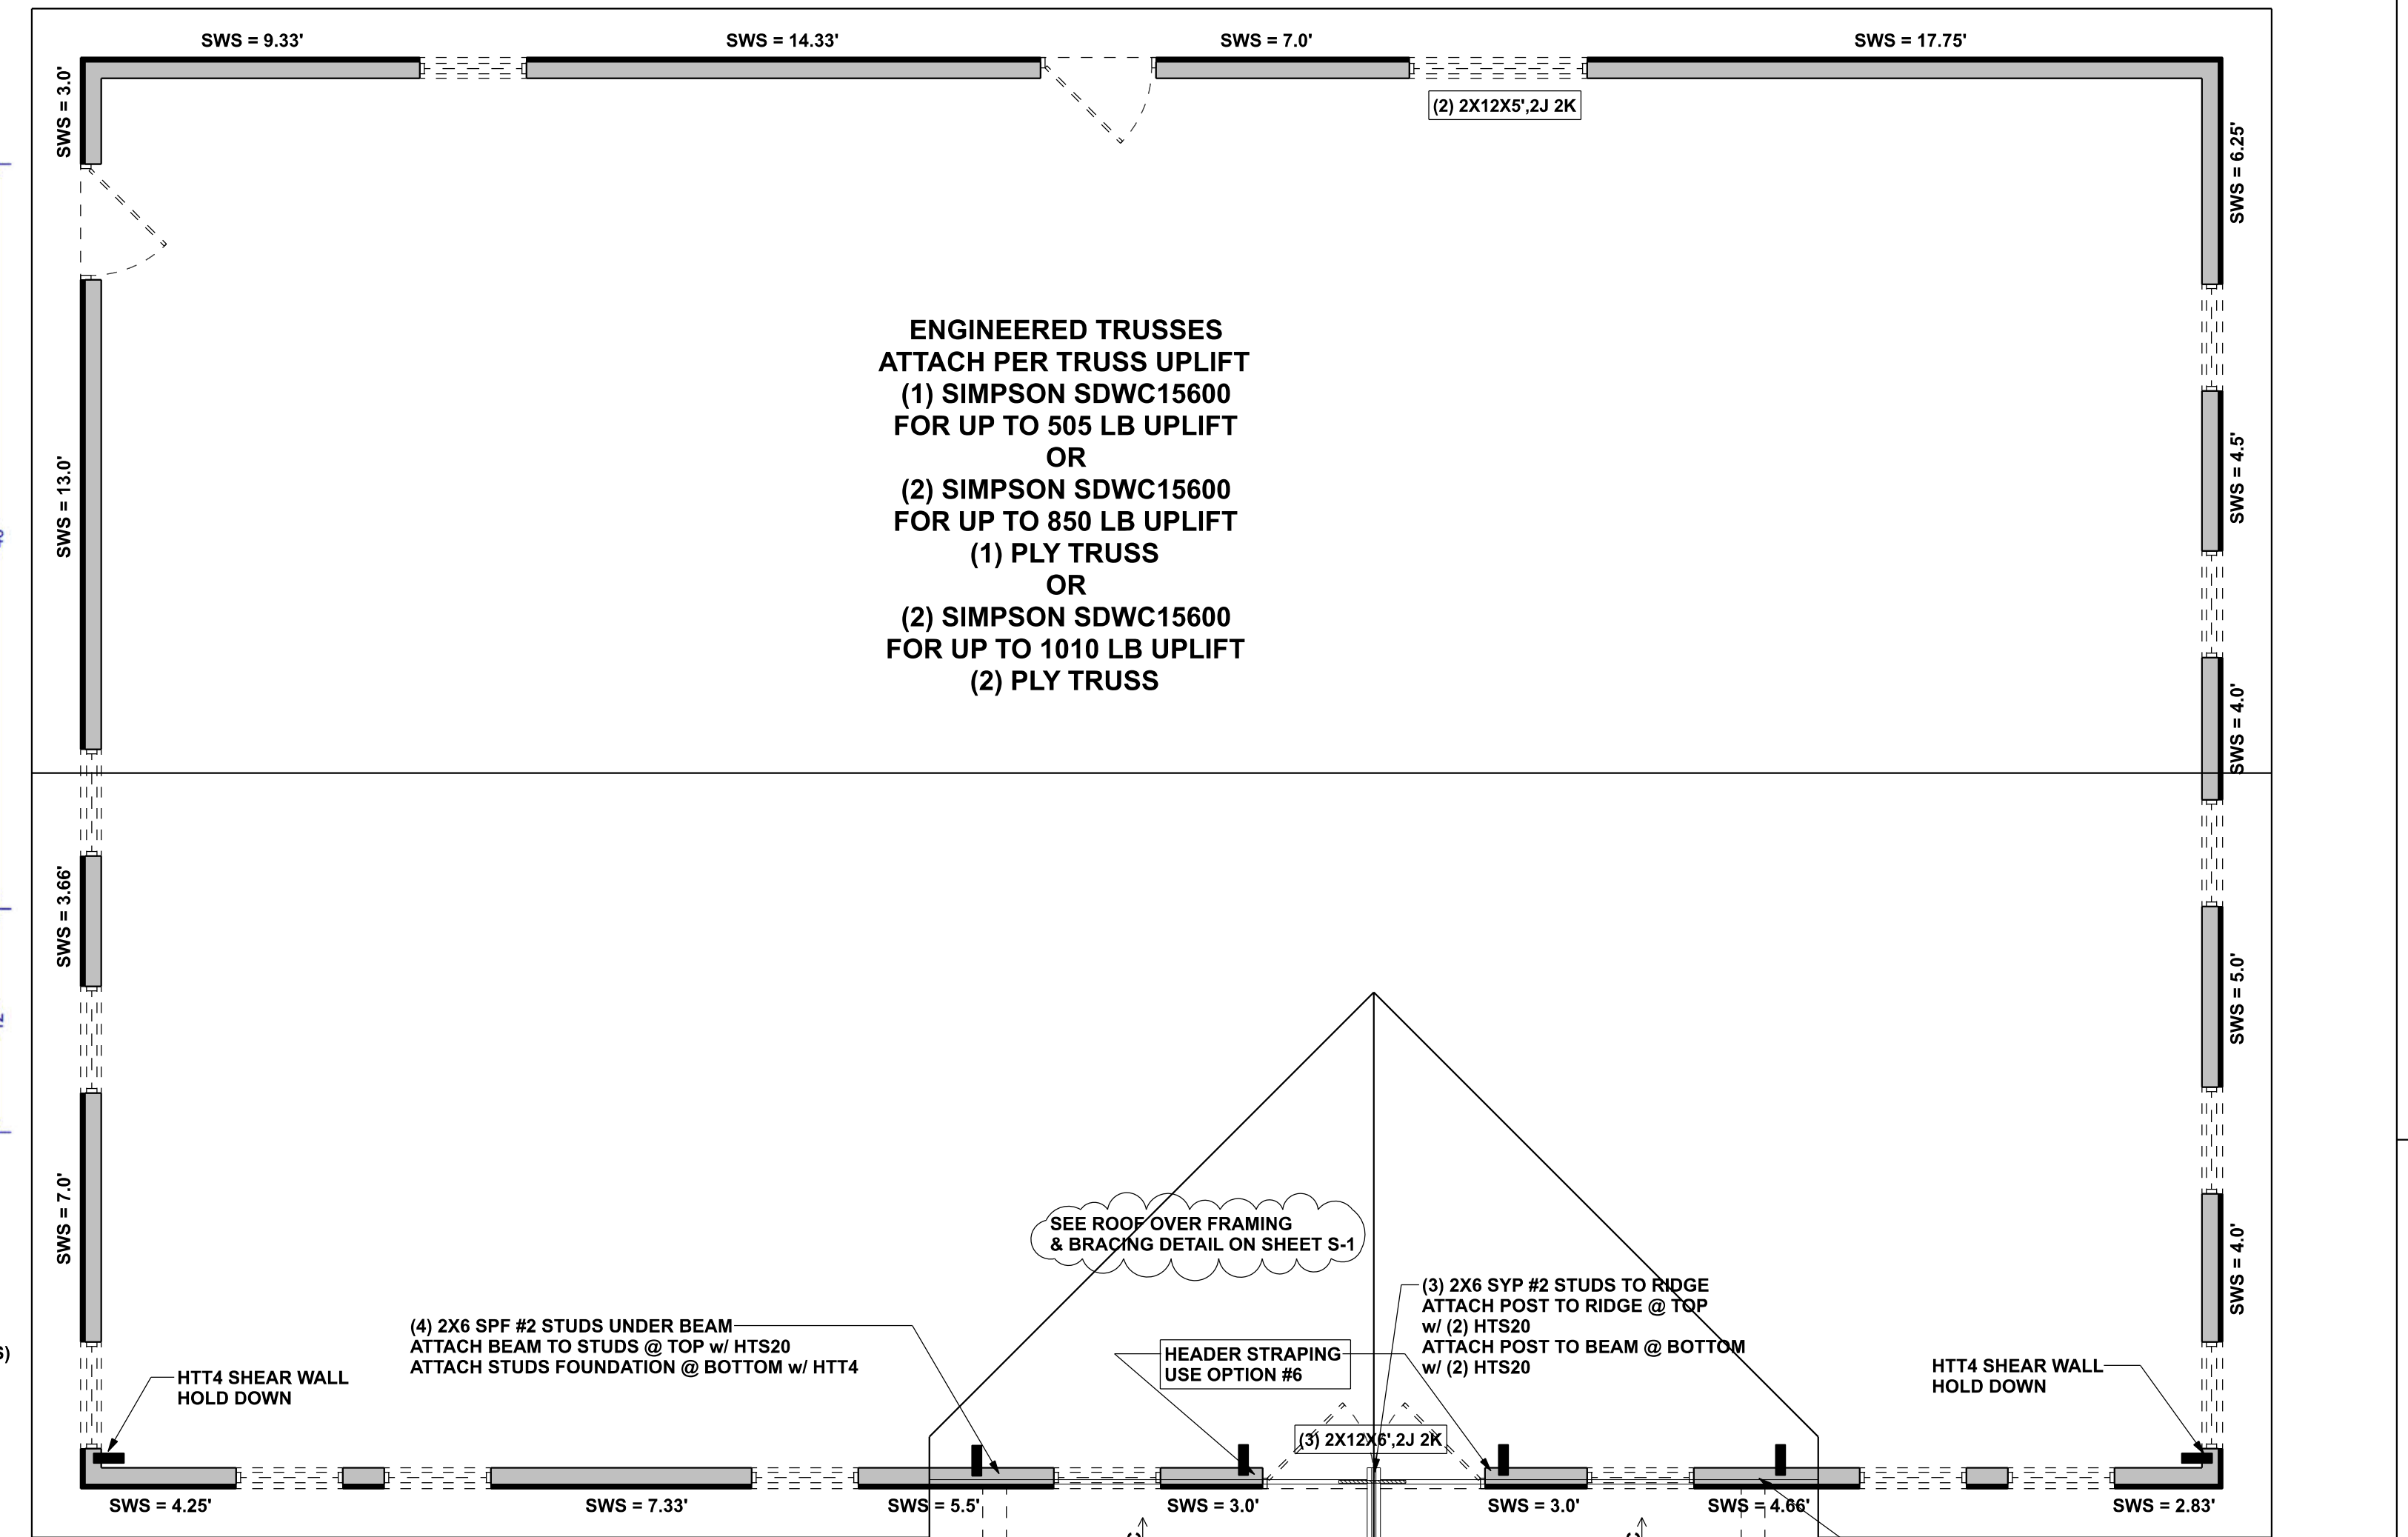 SWS = 9.33'
SWS = 14.33'
SWS = 7.0'
SWS = 17.75'
SWS = 3.0'
(2) 2X12X5',2J 2K
SWS = 6.25'
ENGINEERED TRUSSES
ATTACH PER TRUSS UPLIFT
(1) SIMPSON SDWC15600
FOR UP TO 505 LB UPLIFT
OR
(2) SIMPSON SDWC15600
FOR UP TO 850 LB UPLIFT
(1) PLY TRUSS
OR
(2) SIMPSON SDWC15600
FOR UP TO 1010 LB UPLIFT
(2) PLY TRUSS
SWS = 13.0'
SWS = 4.5'
SWS = 4.0'
SWS = 3.66'
SWS = 5.0'
SWS = 7.0'
SEE ROOF OVER FRAMING
& BRACING DETAIL ON SHEET S-1
SWS = 4.0'
(3) 2X6 SYP #2 STUDS TO RIDGE
ATTACH POST TO RIDGE @ TOP
w/ (2) HTS20
ATTACH POST TO BEAM @ BOTTOM
w/ (2) HTS20
(4) 2X6 SPF #2 STUDS UNDER BEAM
ATTACH BEAM TO STUDS @ TOP w/ HTS20
ATTACH STUDS FOUNDATION @ BOTTOM w/ HTT4
HEADER STRAPING
USE OPTION #6
HTT4 SHEAR WALL
HOLD DOWN
HTT4 SHEAR WALL
HOLD DOWN
(3) 2X12X6',2J 2K
SWS = 4.25'
SWS = 7.33'
SWS = 5.5'
SWS = 3.0'
SWS = 3.0'
SWS = 4.66'
SWS = 2.83'